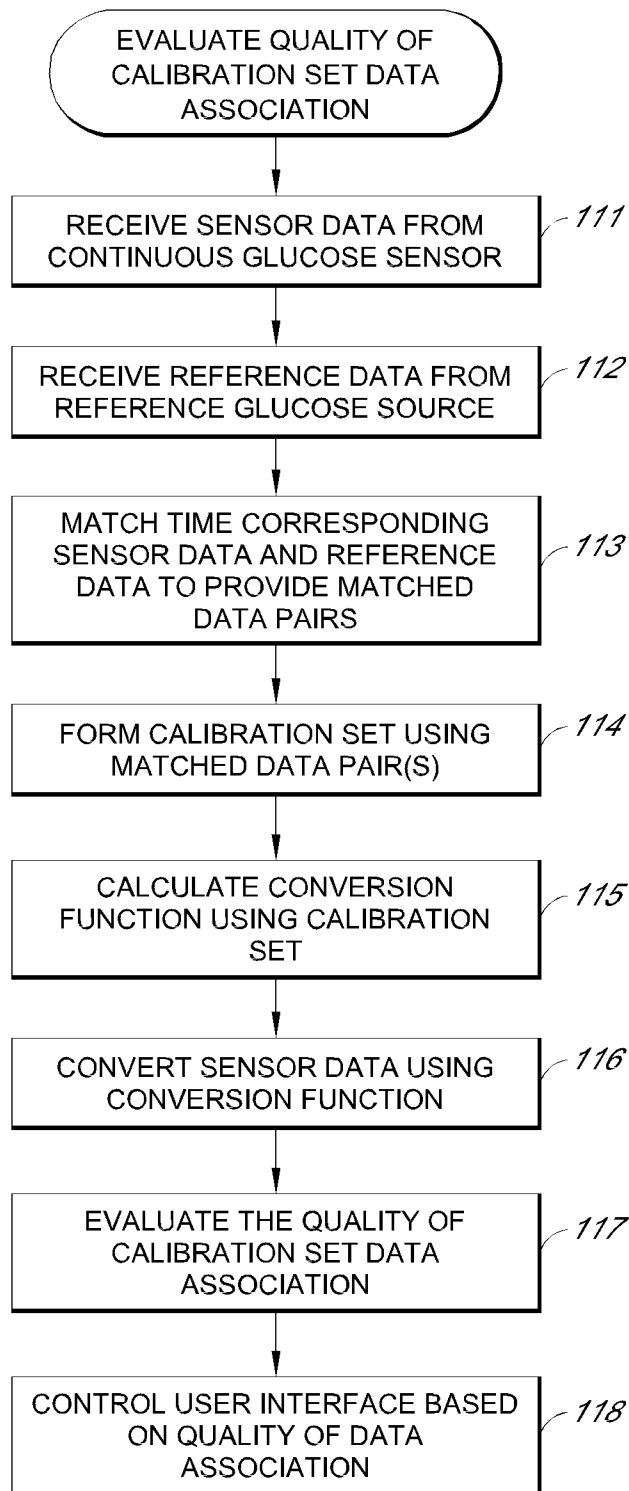 EVALUATE QUALITY OF
CALIBRATION SET DATA
ASSOCIATION
RECEIVE SENSOR DATA FROM
CONTINUOUS GLUCOSE SENSOR
111
RECEIVE REFERENCE DATA FROM
REFERENCE GLUCOSE SOURCE
112
MATCH TIME CORRESPONDING
SENSOR DATA AND REFERENCE
DATA TO PROVIDE MATCHED
DATA PAIRS
113
FORM CALIBRATION SET USING
MATCHED DATA PAIR(S)
114
CALCULATE CONVERSION
FUNCTION USING CALIBRATION
SET
115
CONVERT SENSOR DATA USING
CONVERSION FUNCTION
116
EVALUATE THE QUALITY OF
CALIBRATION SET DATA
ASSOCIATION
117
CONTROL USER INTERFACE BASED
ON QUALITY OF DATA
ASSOCIATION
118